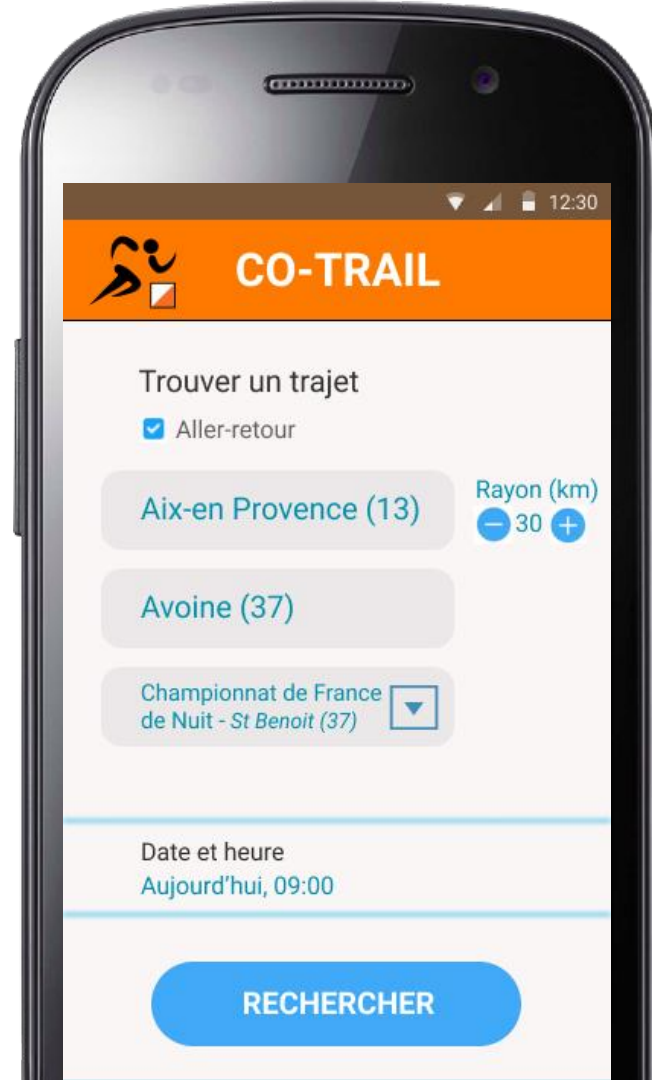 12:30
CO-TRAIL
Trouver un trajet
Aller-retour
Aix-en Provence (13)
Rayon (km)
30
Avoine (37)
Championnat de France
de Nuit - St Benoit (37)
Date et heure
Aujourd'hui, 09:00
RECHERCHER